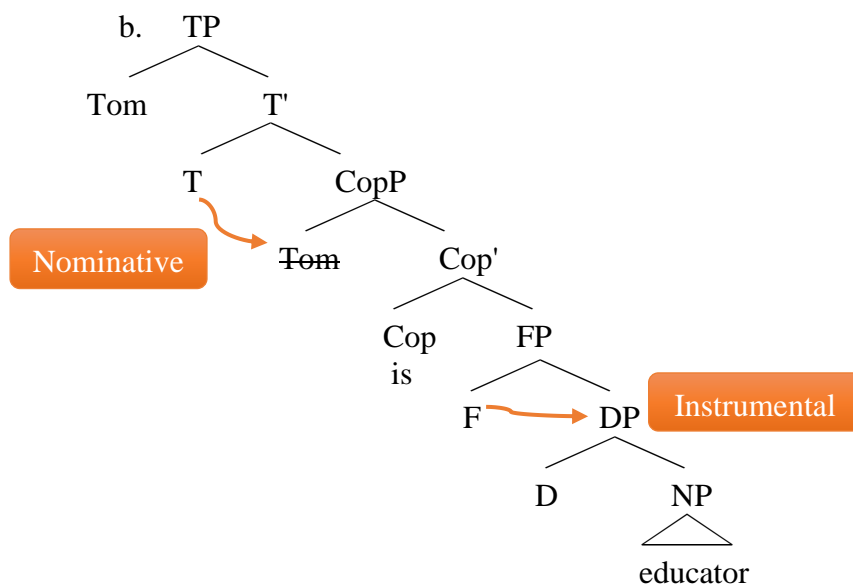 b. TP
Tom T'
T CopP
Nominative ~~Tom~~ Cop'
Cop FP
is
F DP Instrumental
D NP
educator